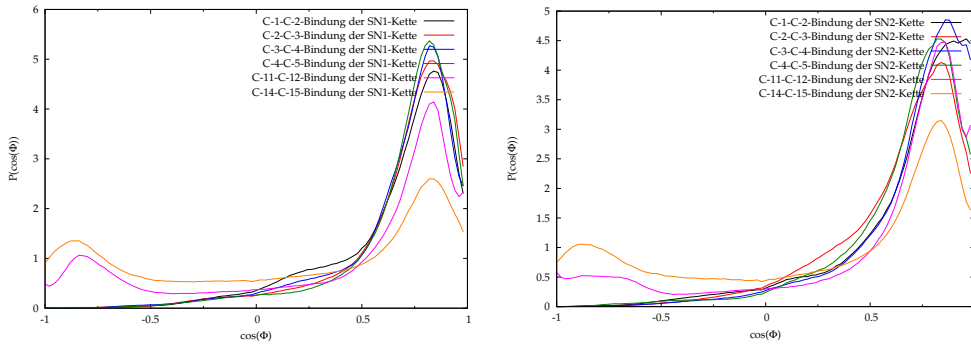 6
5
4
3
2
1
0
-1
-0.5
0
0.5
1
P(cos(Φ)
cos(Φ)
C-1-C-2-Bindung der SN1-Kette
C-2-C-3-Bindung der SN1-Kette
C-3-C-4-Bindung der SN1-Kette
C-4-C-5-Bindung der SN1-Kette
C-11-C-12-Bindung der SN1-Kette
C-14-C-15-Bindung der SN1-Kette
5
4.5
4
3.5
3
2.5
2
1.5
1
0.5
0
-1
-0.5
0
0.5
P(cos(Φ)
cos(Φ)
C-1-C-2-Bindung der SN2-Kette
C-2-C-3-Bindung der SN2-Kette
C-3-C-4-Bindung der SN2-Kette
C-4-C-5-Bindung der SN2-Kette
C-11-C-12-Bindung der SN2-Kette
C-14-C-15-Bindung der SN2-Kette